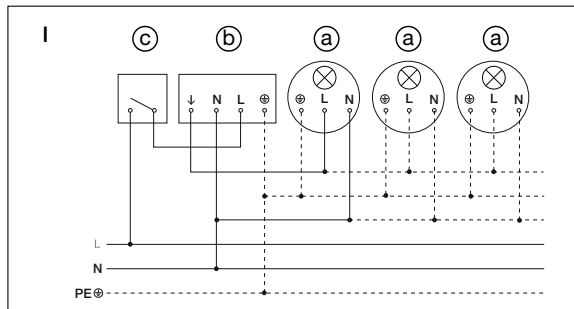 I c b a a a
↓ N L ⏚ ⏚ L N ⏚ L N ⏚ L N
L
N
PE ⏚